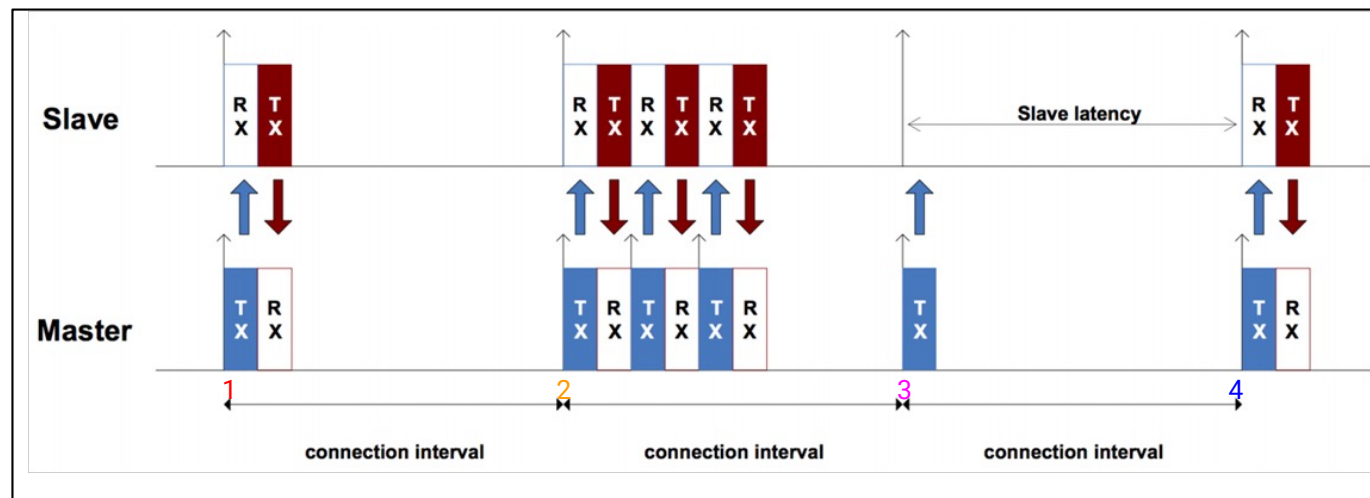 Slave
R
X
T
X
R
X
T
X
R
X
T
X
R
X
T
X
Slave latency
R
X
T
X
Master
T
X
R
X
T
X
R
X
T
X
R
X
T
X
R
X
T
X
T
X
R
X
1
2
3
4
connection interval
connection interval
connection interval